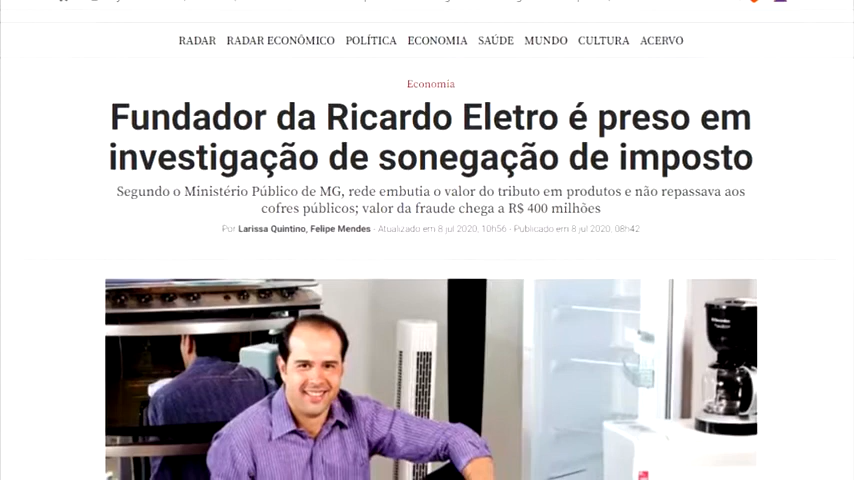 RADAR RADAR ECONÔMICO POLÍTICA ECONOMIA SAÚDE MUNDO CULTURA ACERVO
Economia
Fundador da Ricardo Eletro é preso em
investigação de sonegação de imposto
Segundo o Ministério Público de MG, rede embutia o valor do tributo em produtos e não repassava aos
cofres públicos; valor da fraude chega a R$ 400 milhões
Por Larissa Quintino, Felipe Mendes - Atualizado em 8 jul 2020, 10h56 - Publicado em 8 jul 2020, 08h42